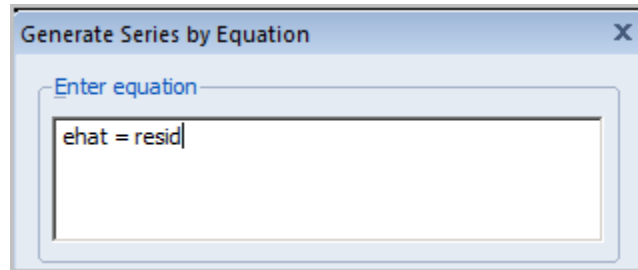 Generate Series by Equation
Enter equation
ehat = resid